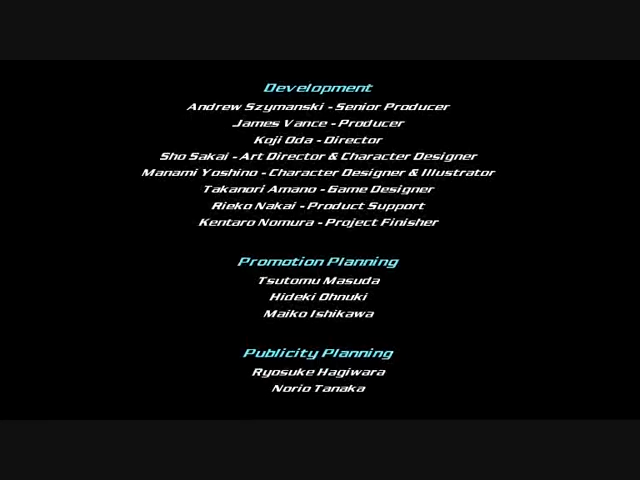 Development
Andrew Szymanski - Senior Producer
James Vance - Producer
Koji Oda - Director
Sho Sakai - Art Director & Character Designer
Manami Yoshino - Character Designer & Illustrator
Takanori Amano - Game Designer
Rieko Nakai - Product Support
Kentaro Nomura - Project Finisher
Promotion Planning
Tsutomu Masuda
Hideki Ohnuki
Maiko Ishikawa
Publicity Planning
Ryosuke Hagiwara
Norio Tanaka